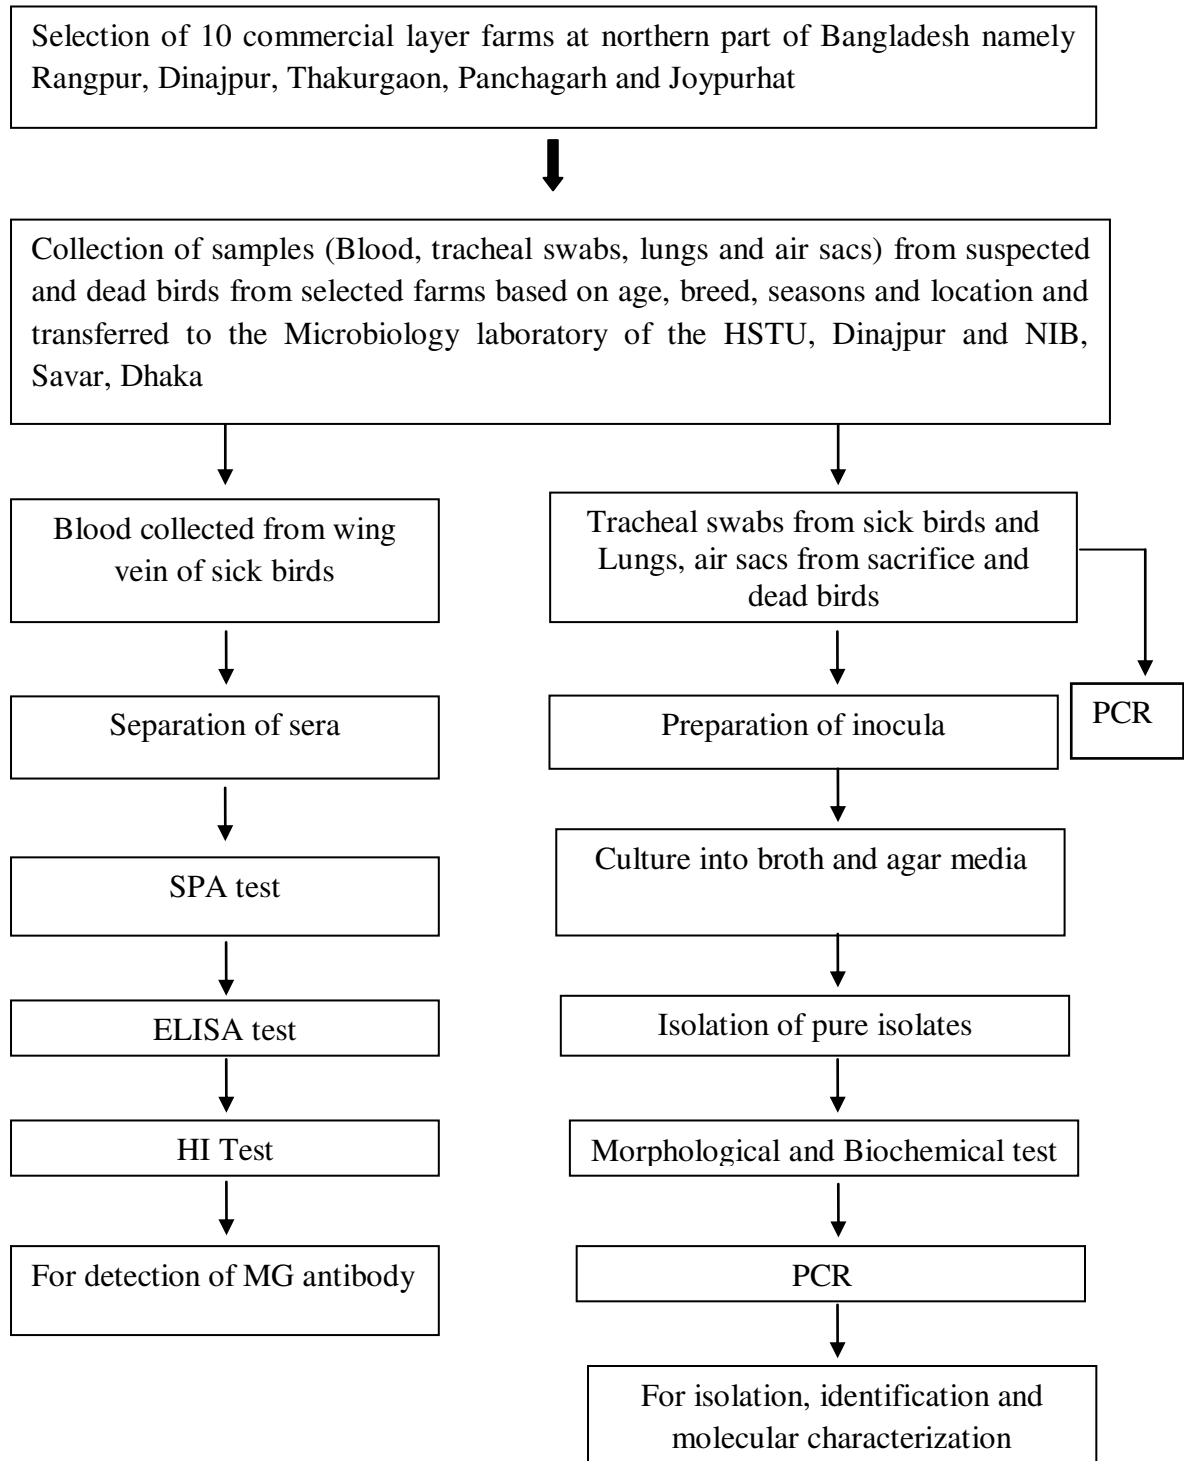 Selection of 10 commercial layer farms at northern part of Bangladesh namely
Rangpur, Dinajpur, Thakurgaon, Panchagarh and Joypurhat
Collection of samples (Blood, tracheal swabs, lungs and air sacs) from suspected
and dead birds from selected farms based on age, breed, seasons and location and
transferred to the Microbiology laboratory of the HSTU, Dinajpur and NIB,
Savar, Dhaka
Blood collected from wing
vein of sick birds
Separation of sera
SPA test
ELISA test
HI Test
For detection of MG antibody
Tracheal swabs from sick birds and
Lungs, air sacs from sacrifice and
dead birds
PCR
Preparation of inocula
Culture into broth and agar media
Isolation of pure isolates
Morphological and Biochemical test
PCR
For isolation, identification and
molecular characterization